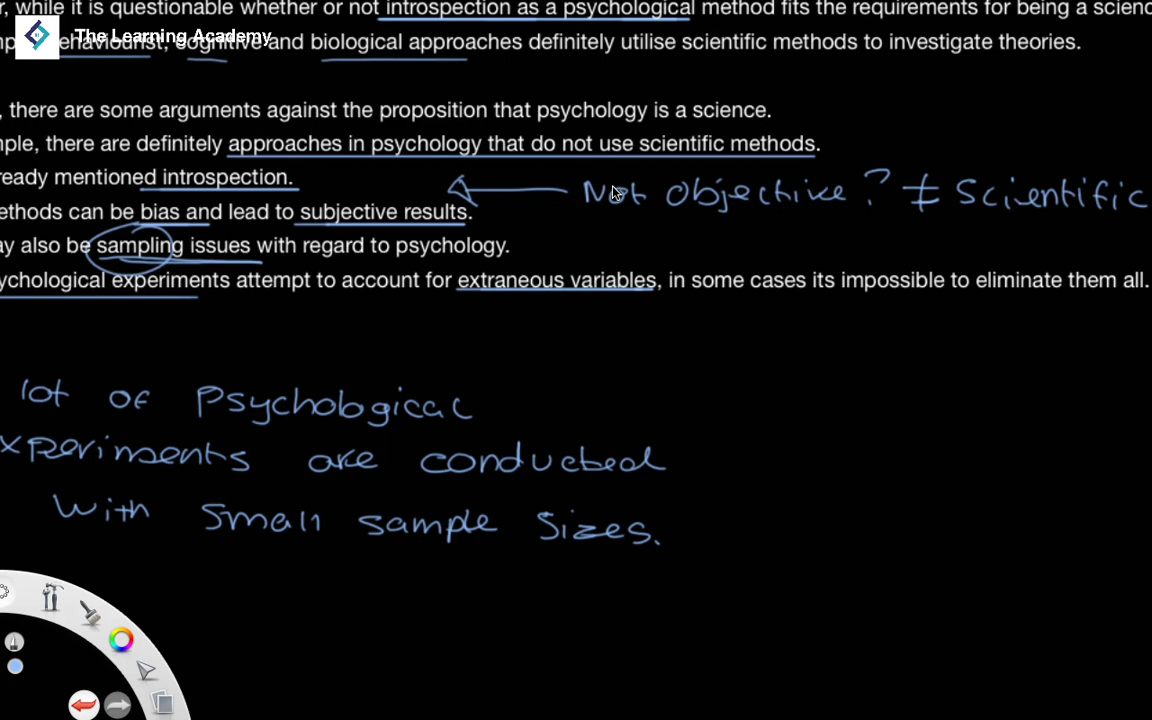 r, while it is questionable whether or not introspection as a psychological method fits the requirements for being a scienc
The Learning Academy
behaviourist, cognitive and biological approaches definitely utilise scientific methods to investigate theories.
, there are some arguments against the proposition that psychology is a science.
mple, there are definitely approaches in psychology that do not use scientific methods.
ready mentioned introspection.
Not Objective? ≠ Scientific
ethods can be bias and lead to subjective results.
ay also be sampling issues with regard to psychology.
ychological experiments attempt to account for extraneous variables, in some cases its impossible to eliminate them all.
lot of Psychological
xperiments are conducted
with small sample sizes.